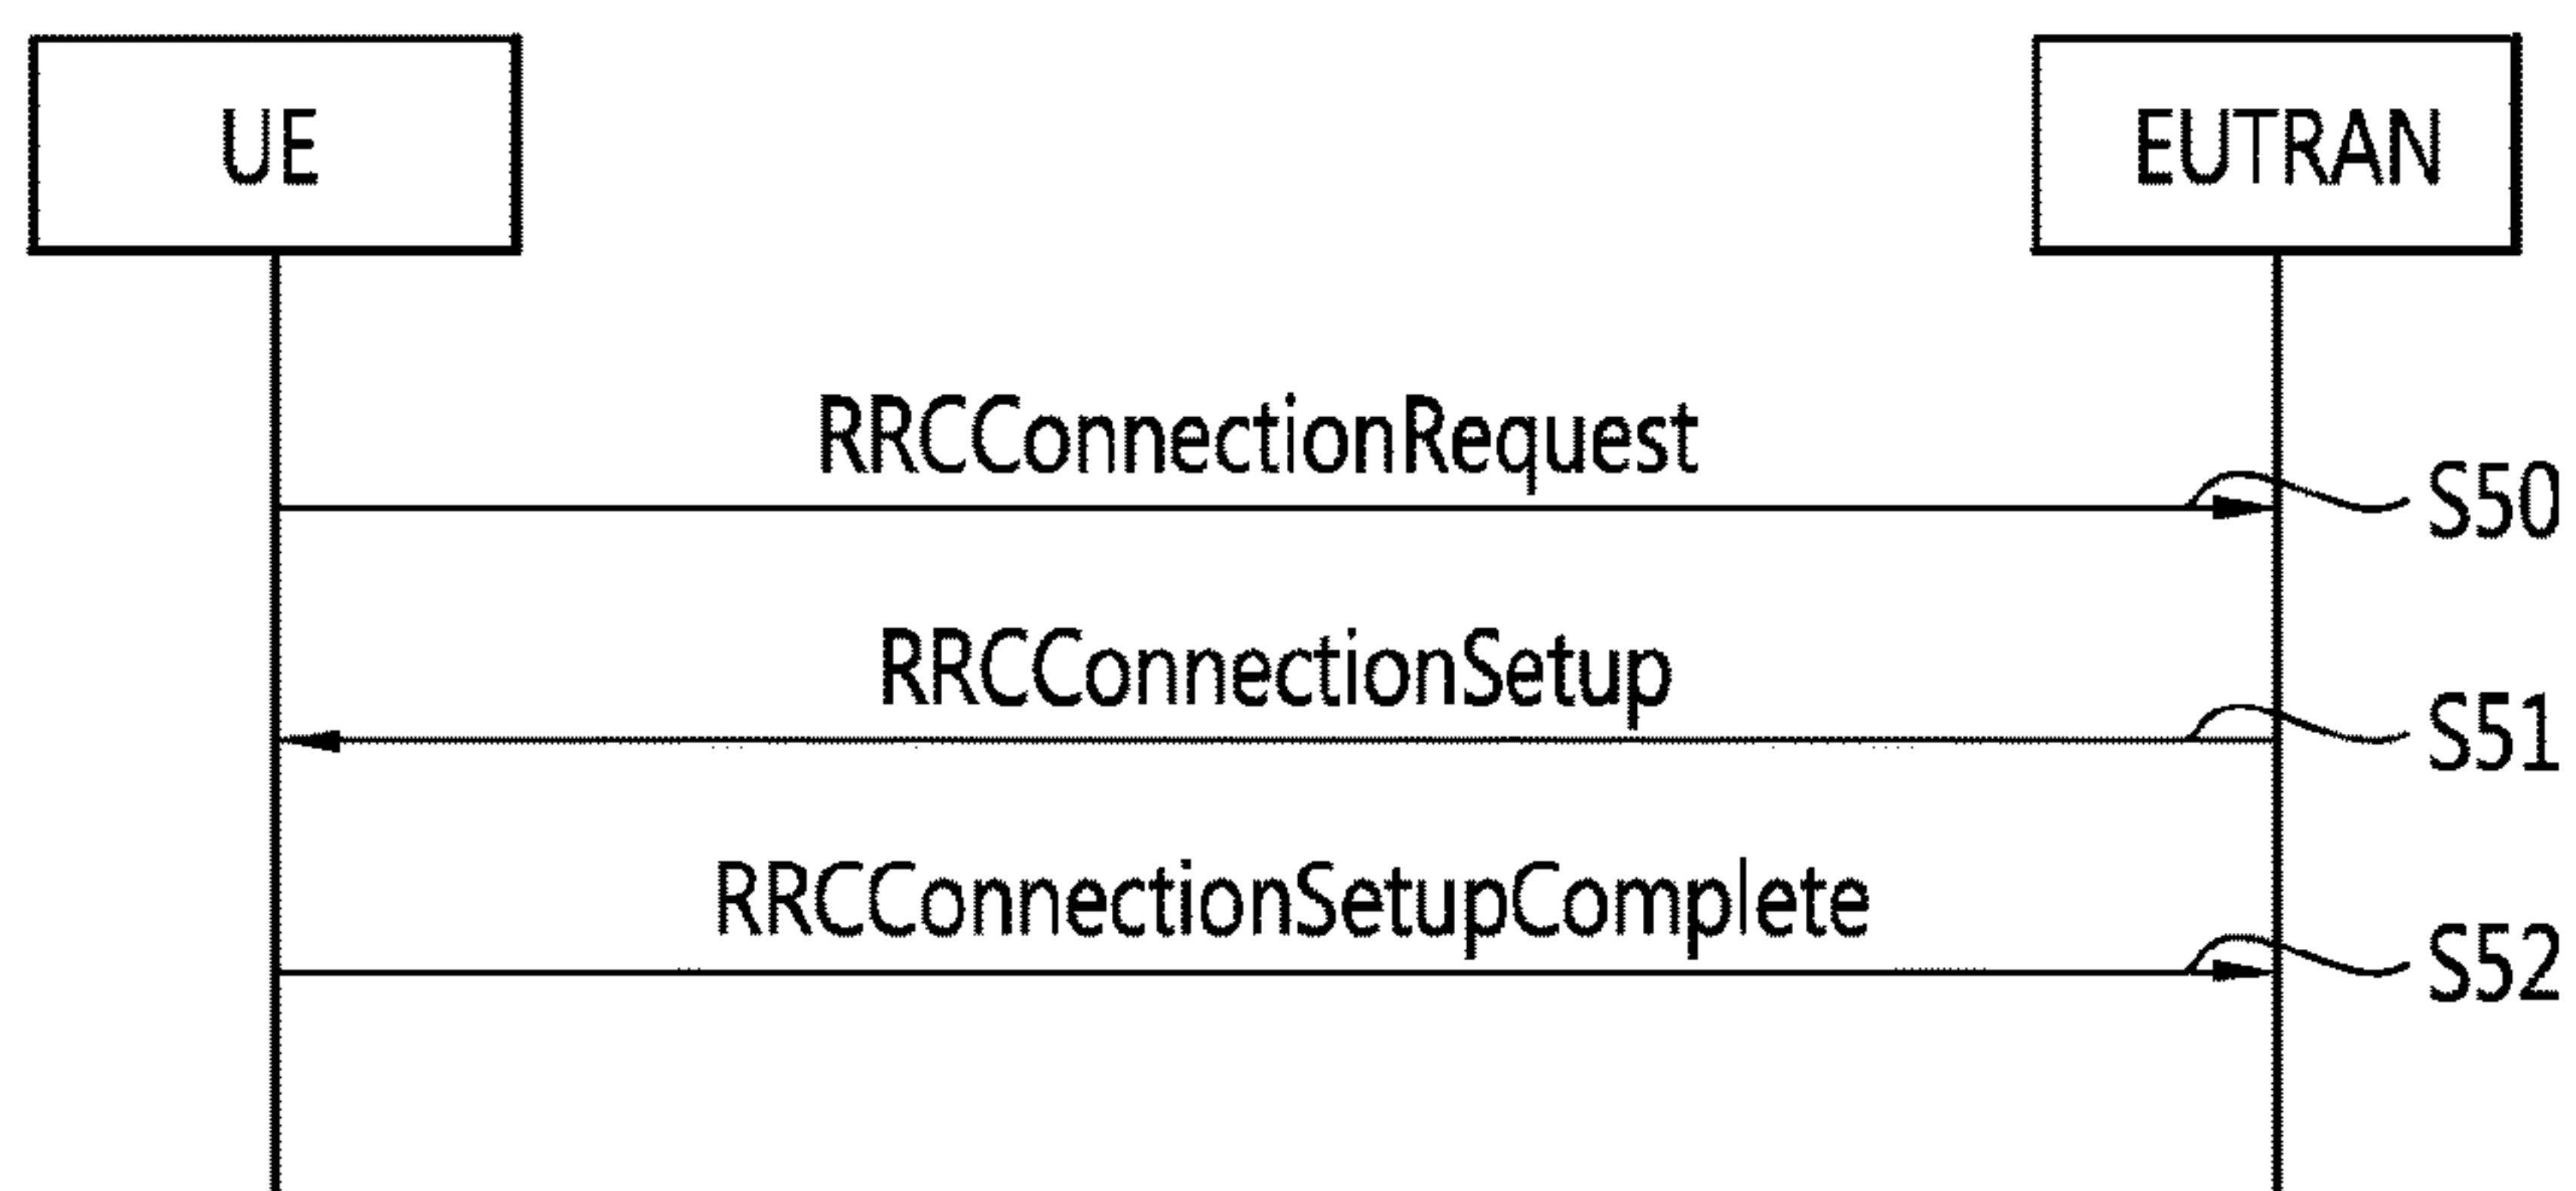 UE
EUTRAN
RRCConnectionRequest
S50
RRCConnectionSetup
S51
RRCConnectionSetupComplete
S52